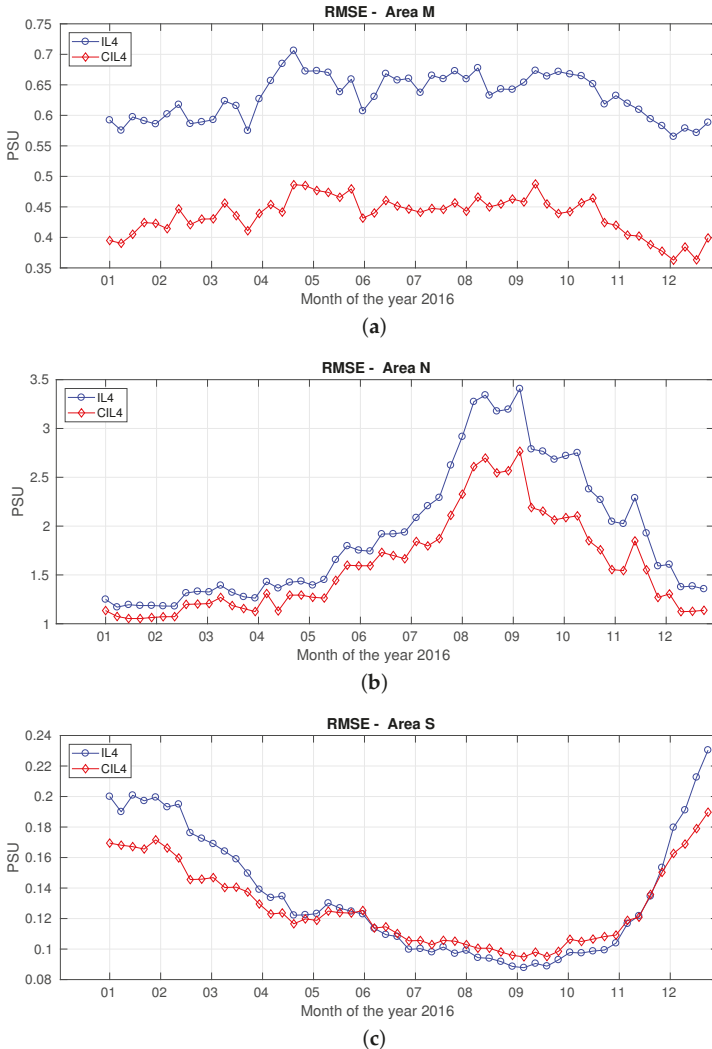 RMSE - Area M
0.75
0.7
0.65
0.6
0.55
0.5
0.45
0.4
0.35
PSU
IL4
CIL4
01 02 03 04 05 06 07 08 09 10 11 12
Month of the year 2016
(a)
RMSE - Area N
3.5
3
2.5
2
1.5
1
PSU
IL4
CIL4
01 02 03 04 05 06 07 08 09 10 11 12
Month of the year 2016
(b)
RMSE - Area S
0.24
0.22
0.2
0.18
0.16
0.14
0.12
0.1
0.08
PSU
IL4
CIL4
01 02 03 04 05 06 07 08 09 10 11 12
Month of the year 2016
(c)